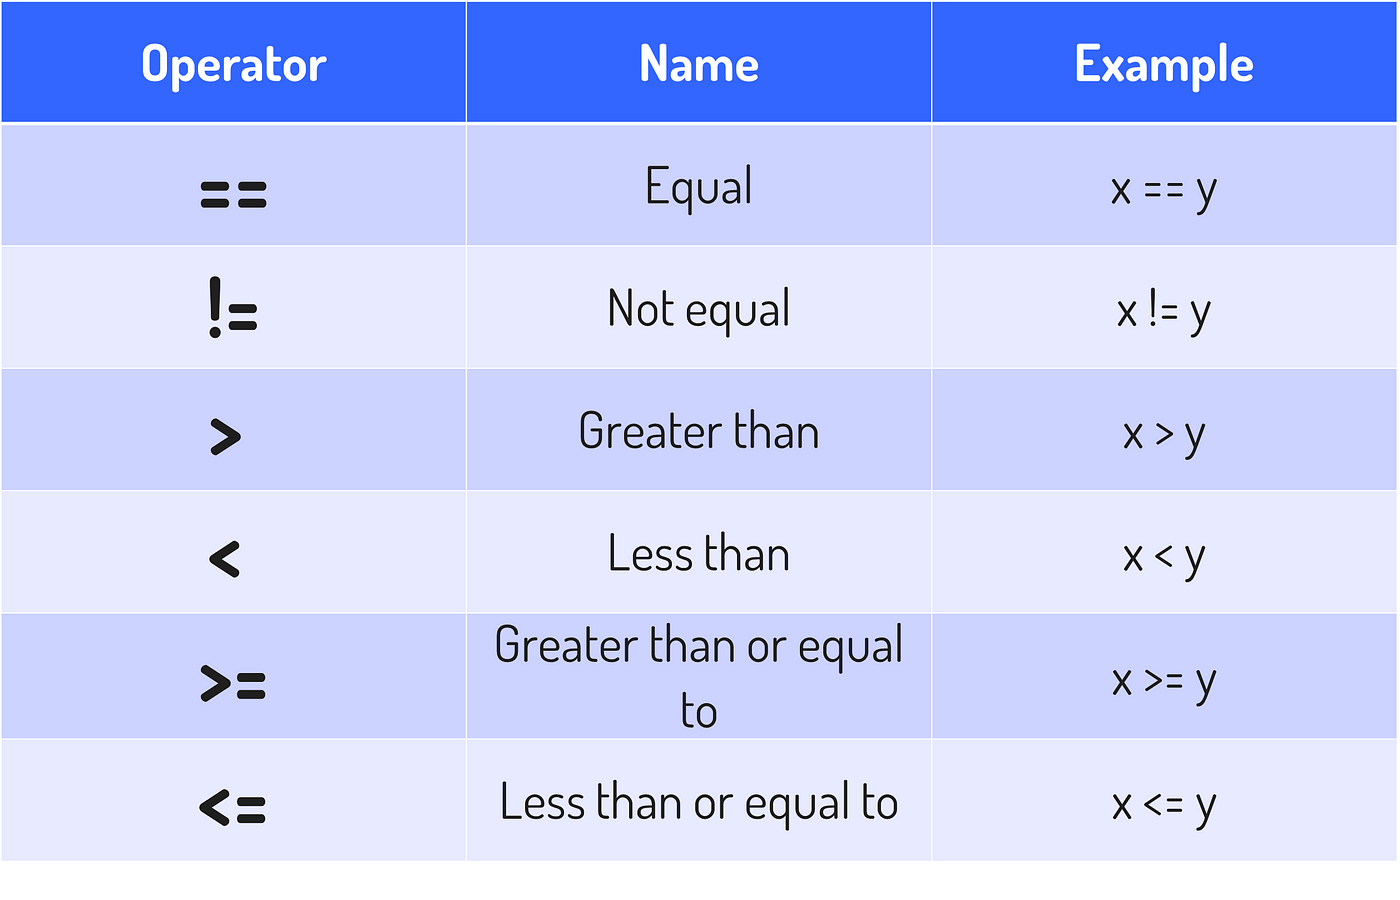 Operator Name Example
== Equal x == y
!= Not equal x != y
> Greater than x > y
< Less than x < y
>= Greater than or equal to x >= y
<= Less than or equal to x <= y